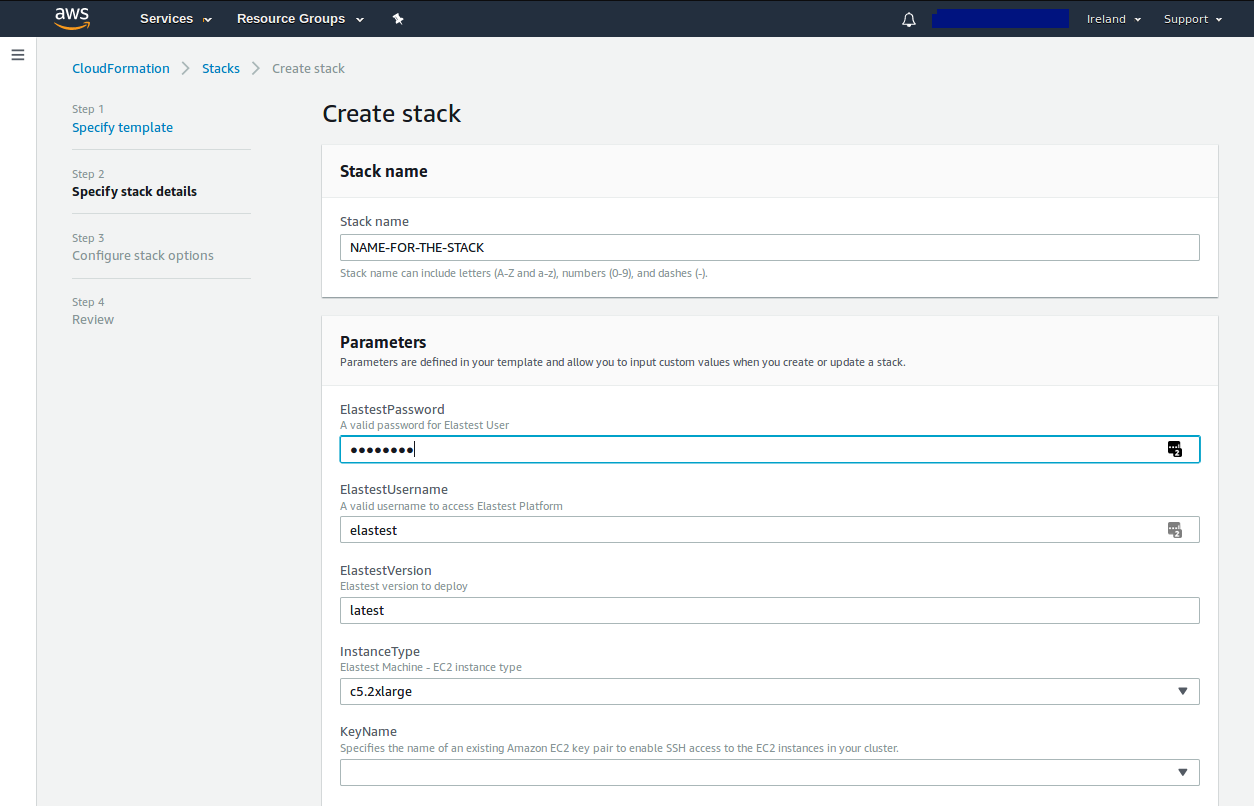 aws Services Resource Groups Ireland Support
CloudFormation Stacks Create stack
Step 1
Specify template
Step 2
Specify stack details
Step 3
Configure stack options
Step 4
Review
Create stack
Stack name
Stack name
NAME-FOR-THE-STACK
Stack name can include letters (A-Z and a-z), numbers (0-9), and dashes (-).
Parameters
Parameters are defined in your template and allow you to input custom values when you create or update a stack.
ElastestPassword
A valid password for Elastest User
●●●●●●●●
2
ElastestUsername
A valid username to access Elastest Platform
elastest
2
ElastestVersion
Elastest version to deploy
latest
InstanceType
Elastest Machine - EC2 instance type
c5.2xlarge
KeyName
Specifies the name of an existing Amazon EC2 key pair to enable SSH access to the EC2 instances in your cluster.